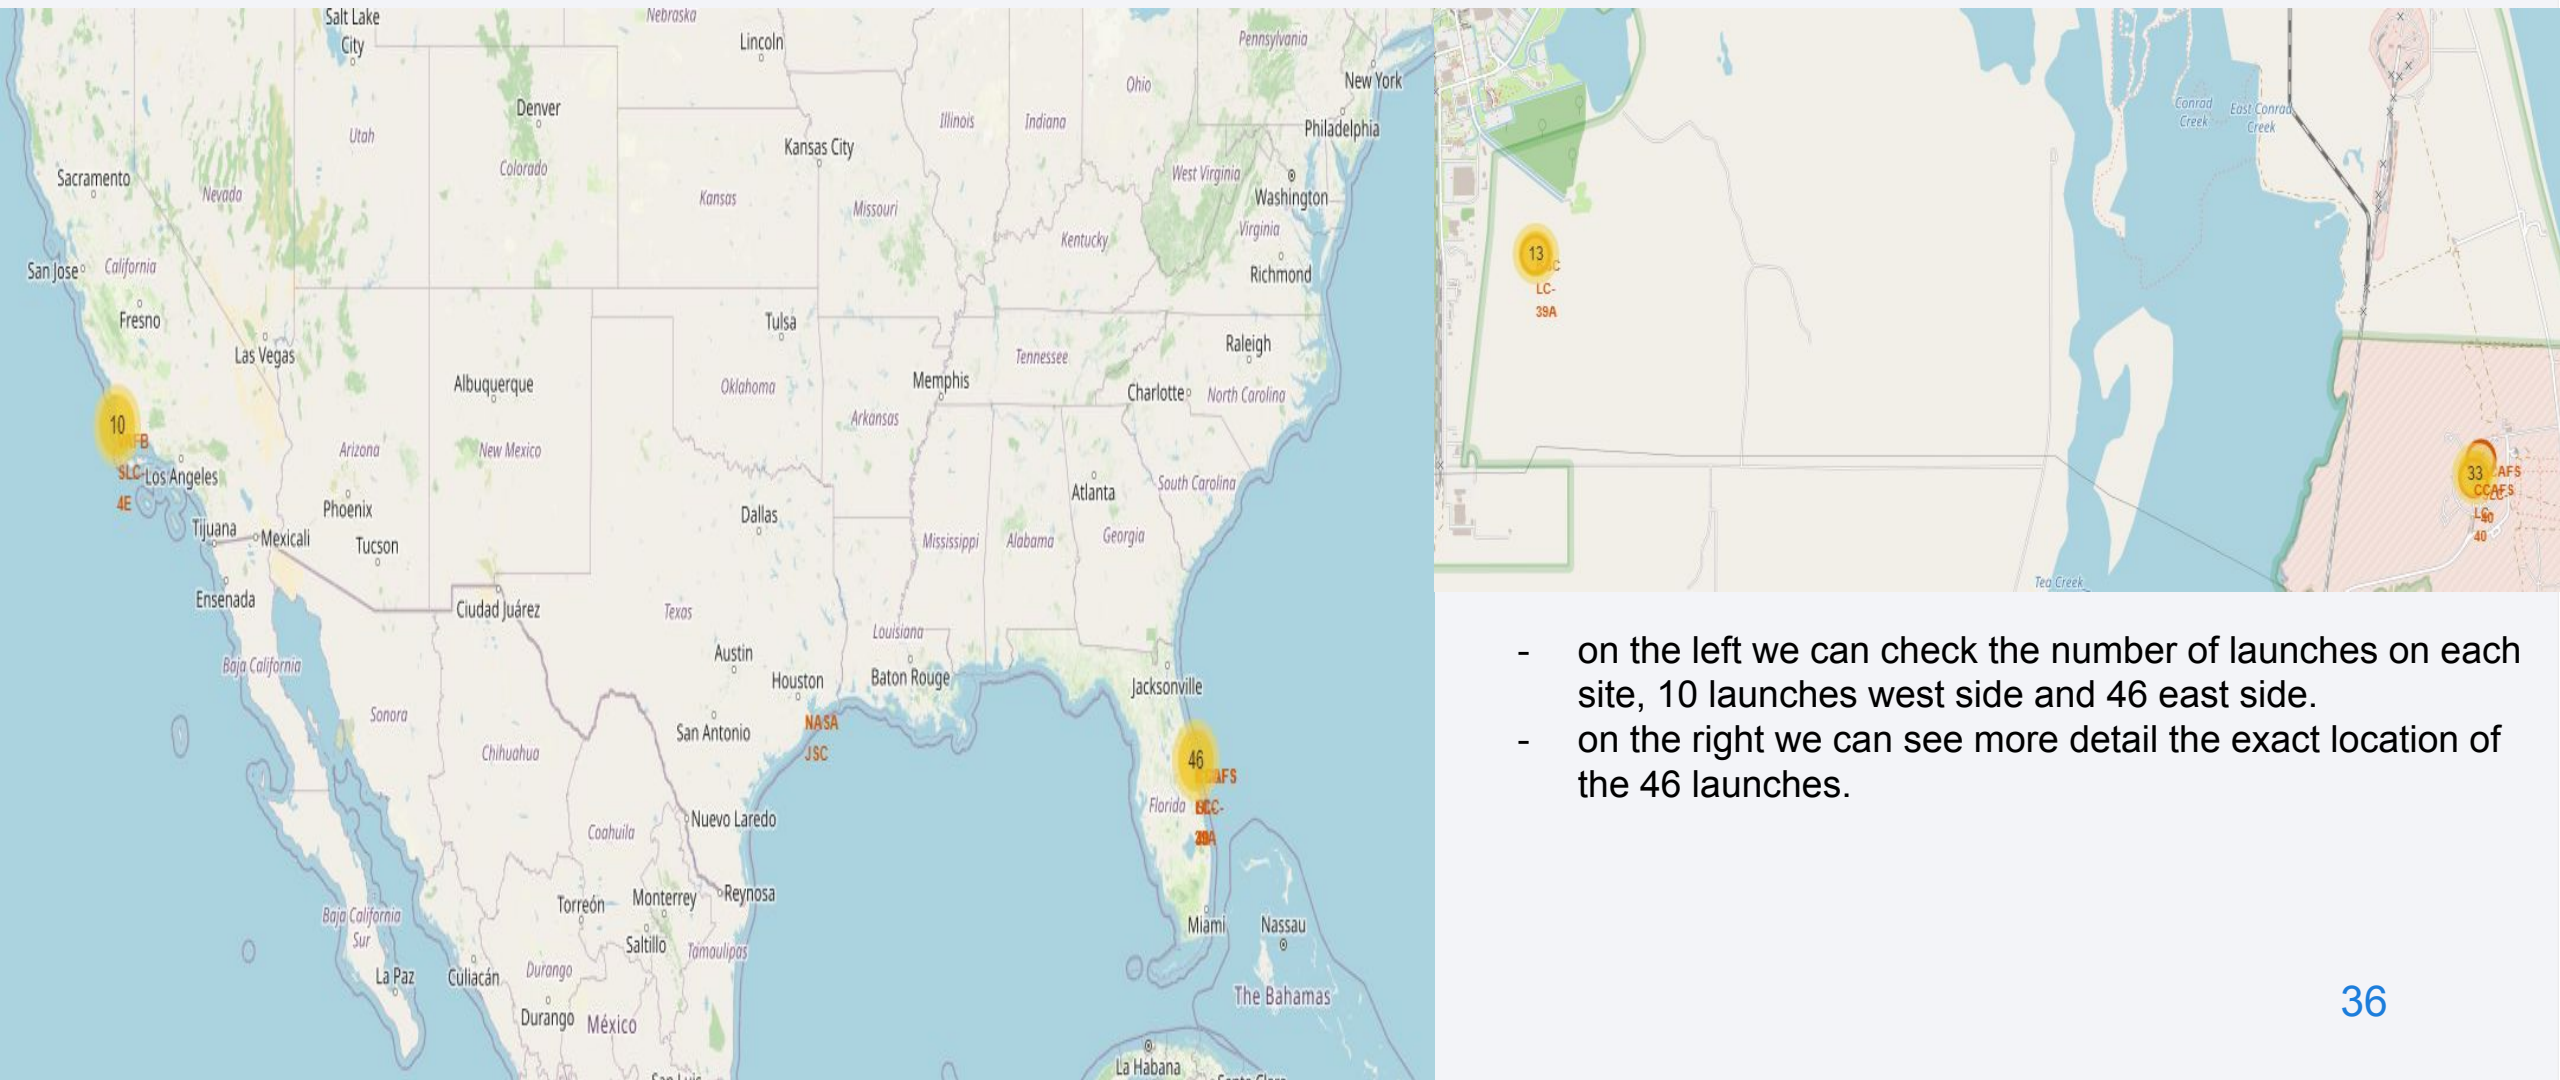 Salt Lake
City
Nebraska
Lincoln
Pennsylvania
New York
Ohio
Denver
Utah
Illinois
Indiana
Philadelphia
Kansas City
Colorado
West Virginia
Washington
Sacramento
Nevada
Kansas
Missouri
Virginia
Kentucky
San Jose
California
Richmond
Fresno
Tulsa
Las Vegas
Raleigh
Tennessee
Albuquerque
Oklahoma
Memphis
Charlotte
North Carolina
10
Arkansas
Arizona
New Mexico
SLC-
4E
Los Angeles
Phoenix
Atlanta
South Carolina
Dallas
Tijuana
Mexicali
Tucson
Mississippi
Alabama
Georgia
Ensenada
Ciudad Juárez
Texas
Louisiana
Baja California
Austin
Houston
Baton Rouge
Jacksonville
Sonora
San Antonio
NASA
JSC
Chihuahua
46
Florida
Coahuila
Nuevo Laredo
Torreón
Monterrey
Reynosa
Baja California
Sur
Saltillo
Tamaulipas
Miami
Nassau
La Paz
Culiacán
Durango
Durango
México
The Bahamas
La Habana
Conrad
Creek
East Conrad
Creek
13
LC-
39A
33
CCAFS
LC-
40
Tea Creek
- on the left we can check the number of launches on each
site, 10 launches west side and 46 east side.
- on the right we can see more detail the exact location of
the 46 launches.
36